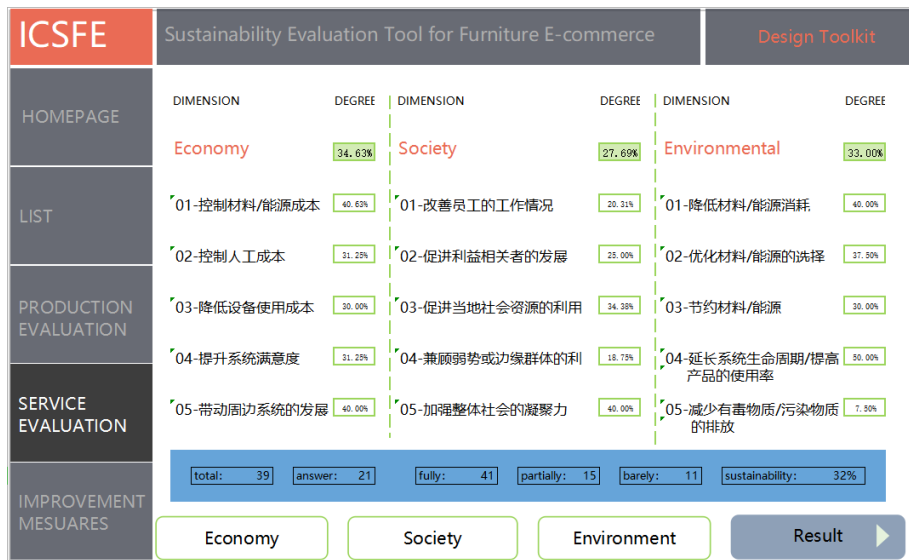 ICSFE
Sustainability Evaluation Tool for Furniture E-commerce
Design Toolkit
HOMEPAGE
LIST
PRODUCTION
EVALUATION
SERVICE
EVALUATION
IMPROVEMENT
MESUARES
DIMENSION DEGREE
Economy 34.63%
01-控制材料/能源成本 40.63%
02-控制人工成本 31.25%
03-降低设备使用成本 30.00%
04-提升系统满意度 31.25%
05-带动周边系统的发展 40.00%
DIMENSION DEGREE
Society 27.69%
01-改善员工的工作情况 20.31%
02-促进利益相关者的发展 25.00%
03-促进当地社会资源的利用 34.38%
04-兼顾弱势或边缘群体的利 18.75%
05-加强整体社会的凝聚力 40.00%
DIMENSION DEGREE
Environmental 33.00%
01-降低材料/能源消耗 40.00%
02-优化材料/能源的选择 37.50%
03-节约材料/能源 30.00%
04-延长系统生命周期/提高 50.00%
产品的使用率
05-减少有毒物质/污染物质 7.50%
的排放
total: 39 answer: 21 fully: 41 partially: 15 barely: 11 sustainability: 32%
Economy Society Environment Result